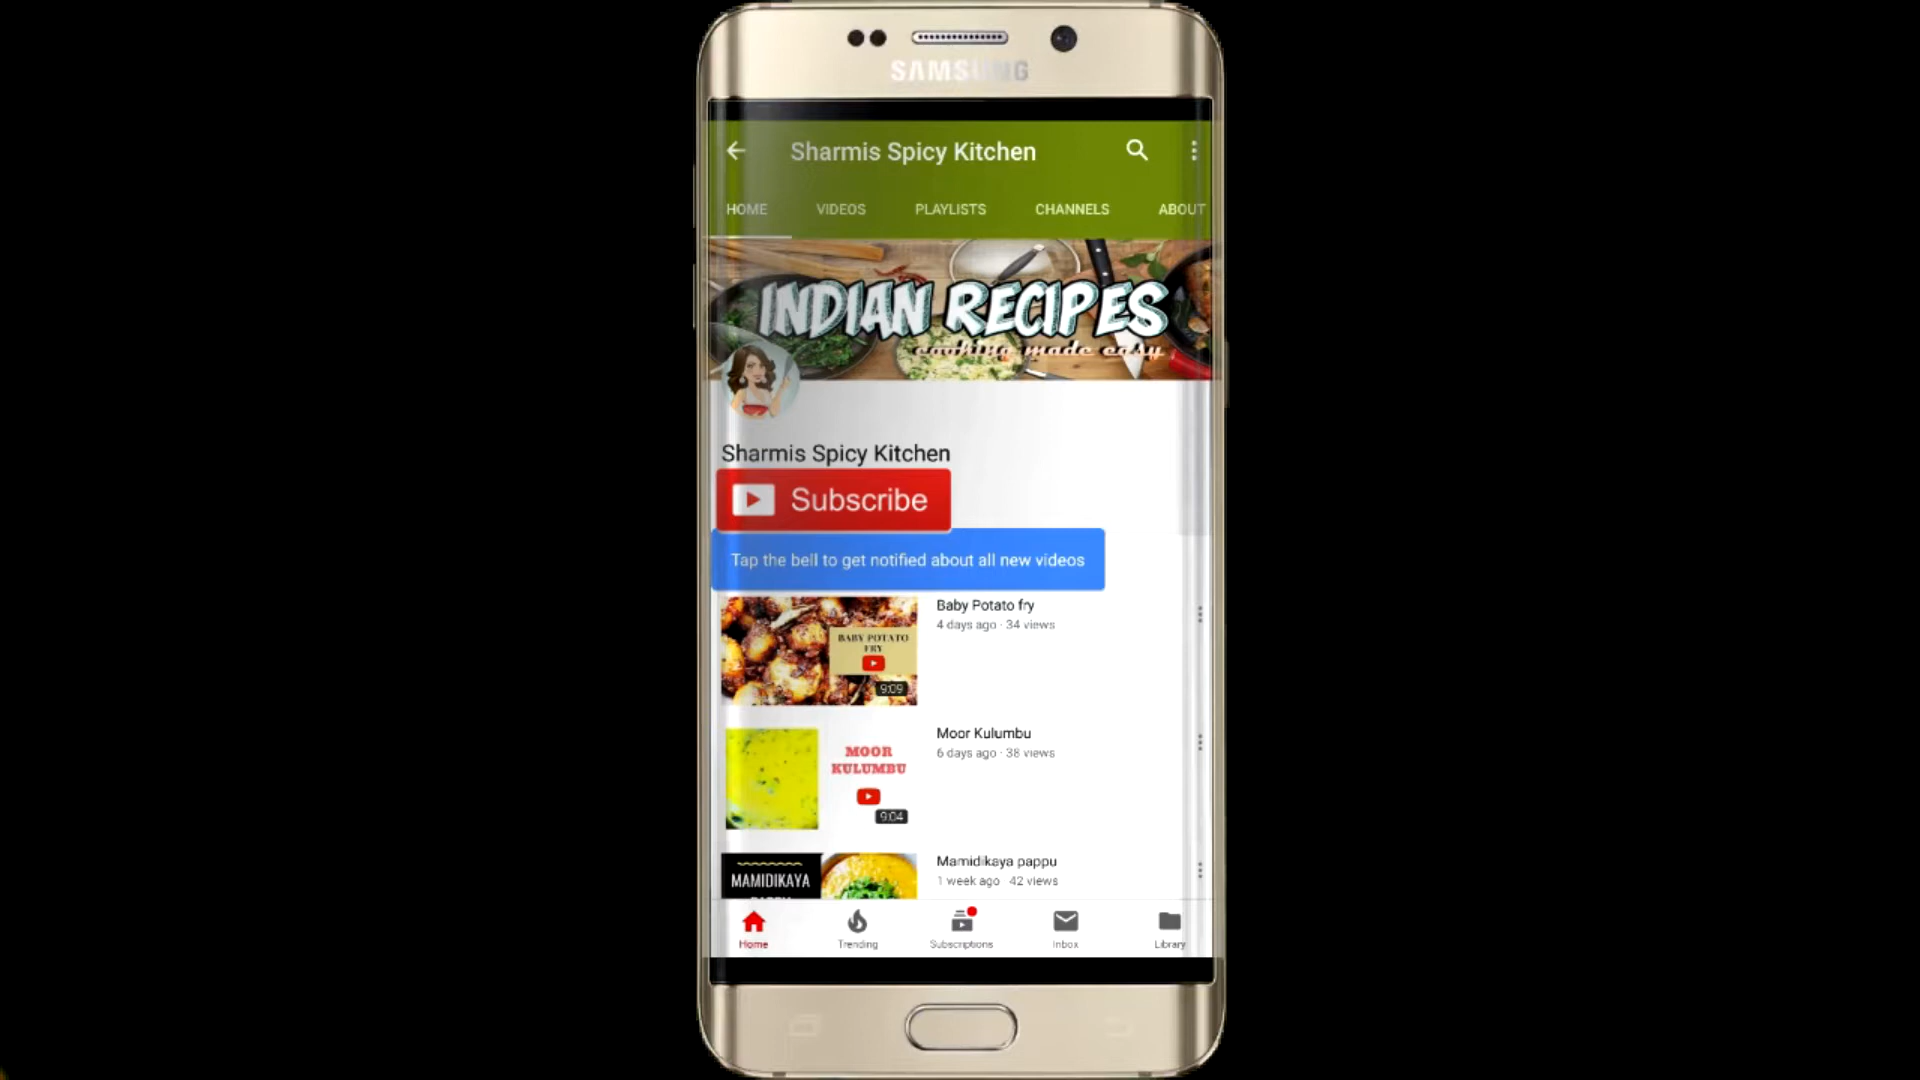 SAMSUNG
Sharmis Spicy Kitchen
HOME VIDEOS PLAYLISTS CHANNELS ABOUT
INDIAN RECIPES
cooking made easy
Sharmis Spicy Kitchen
Subscribe
Tap the bell to get notified about all new videos
Baby Potato fry
4 days ago · 34 views
BABY POTATO
FRY
9:09
Moor Kulumbu
6 days ago · 38 views
MOOR
KULUMBU
9:04
Mamidikaya pappu
1 week ago · 42 views
MAMIDIKAYA
Home Trending Subscriptions Inbox Library